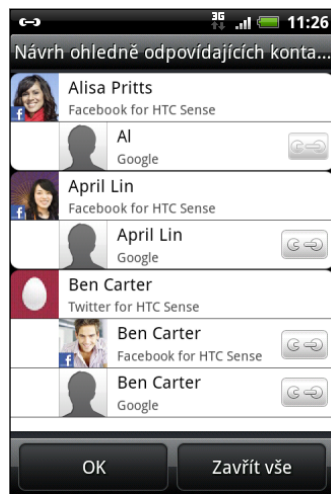 3G
11:26
Návrh ohledně odpovídajících konta...
Alisa Pritts
Facebook for HTC Sense
Al
Google
April Lin
Facebook for HTC Sense
April Lin
Google
Ben Carter
Twitter for HTC Sense
Ben Carter
Facebook for HTC Sense
Ben Carter
Google
OK
Zavřít vše